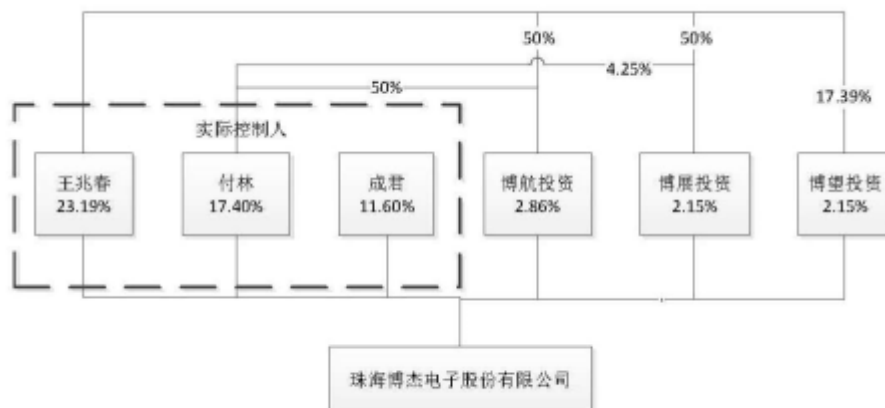 50%
50%
4.25%
50%
17.39%
实际控制人
王兆春
23.19%
付林
17.40%
成君
11.60%
博航投资
2.86%
博展投资
2.15%
博望投资
2.15%
珠海博杰电子股份有限公司